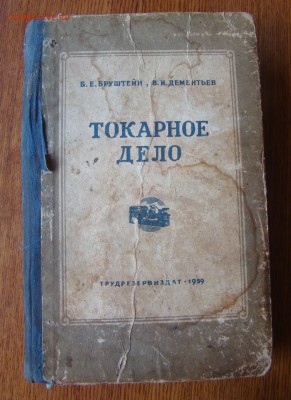 Б. Е. БРУШТЕЙН, В. И. ДЕМЕНТЬЕВ
ТОКАРНОЕ
ДЕЛО
ТРУДРЕЗЕРВИЗДАТ · 1959